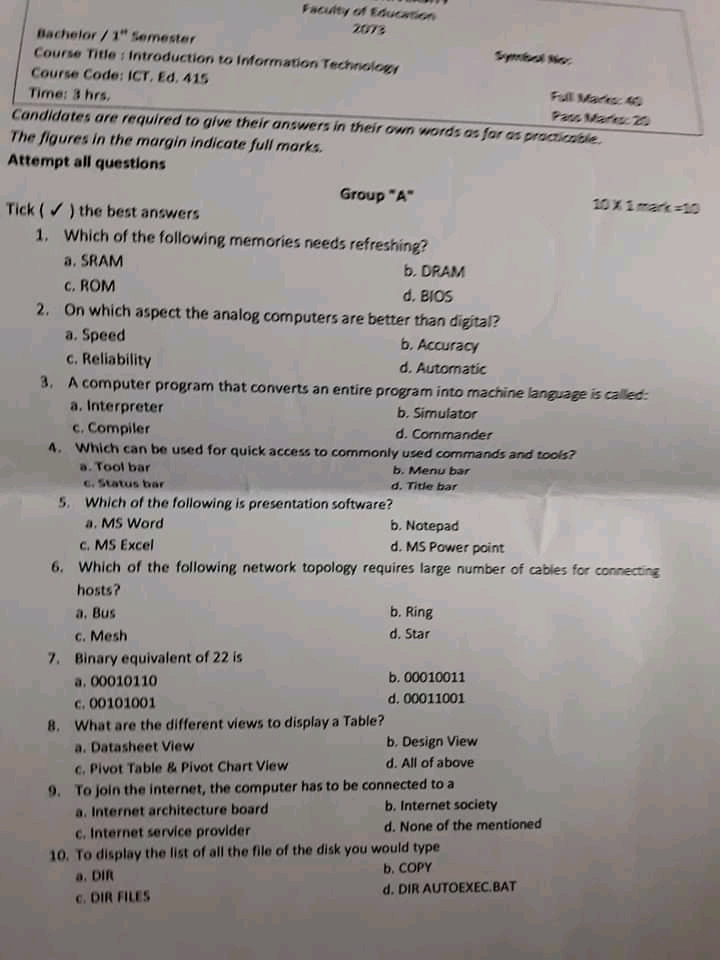 Faculty of Education
2073
Bachelor / 1st Semester
Symbol No:
Course Title : Introduction to Information Technology
Course Code: ICT. Ed. 415
Full Marks: 40
Time: 3 hrs.
Pass Marks: 20
Candidates are required to give their answers in their own words as far as practicable.
The figures in the margin indicate full marks.
Attempt all questions
Group "A"
10 X 1 mark =10
Tick ( ✓ ) the best answers
1. Which of the following memories needs refreshing?
a. SRAM b. DRAM
c. ROM d. BIOS
2. On which aspect the analog computers are better than digital?
a. Speed b. Accuracy
c. Reliability d. Automatic
3. A computer program that converts an entire program into machine language is called:
a. Interpreter b. Simulator
c. Compiler d. Commander
4. Which can be used for quick access to commonly used commands and tools?
a. Tool bar b. Menu bar
c. Status bar d. Title bar
5. Which of the following is presentation software?
a. MS Word b. Notepad
c. MS Excel d. MS Power point
6. Which of the following network topology requires large number of cables for connecting
hosts?
a. Bus b. Ring
c. Mesh d. Star
7. Binary equivalent of 22 is
a. 00010110 b. 00010011
c. 00101001 d. 00011001
8. What are the different views to display a Table?
a. Datasheet View b. Design View
c. Pivot Table & Pivot Chart View d. All of above
9. To join the internet, the computer has to be connected to a
a. Internet architecture board b. Internet society
c. Internet service provider d. None of the mentioned
10. To display the list of all the file of the disk you would type
a. DIR b. COPY
c. DIR FILES d. DIR AUTOEXEC.BAT